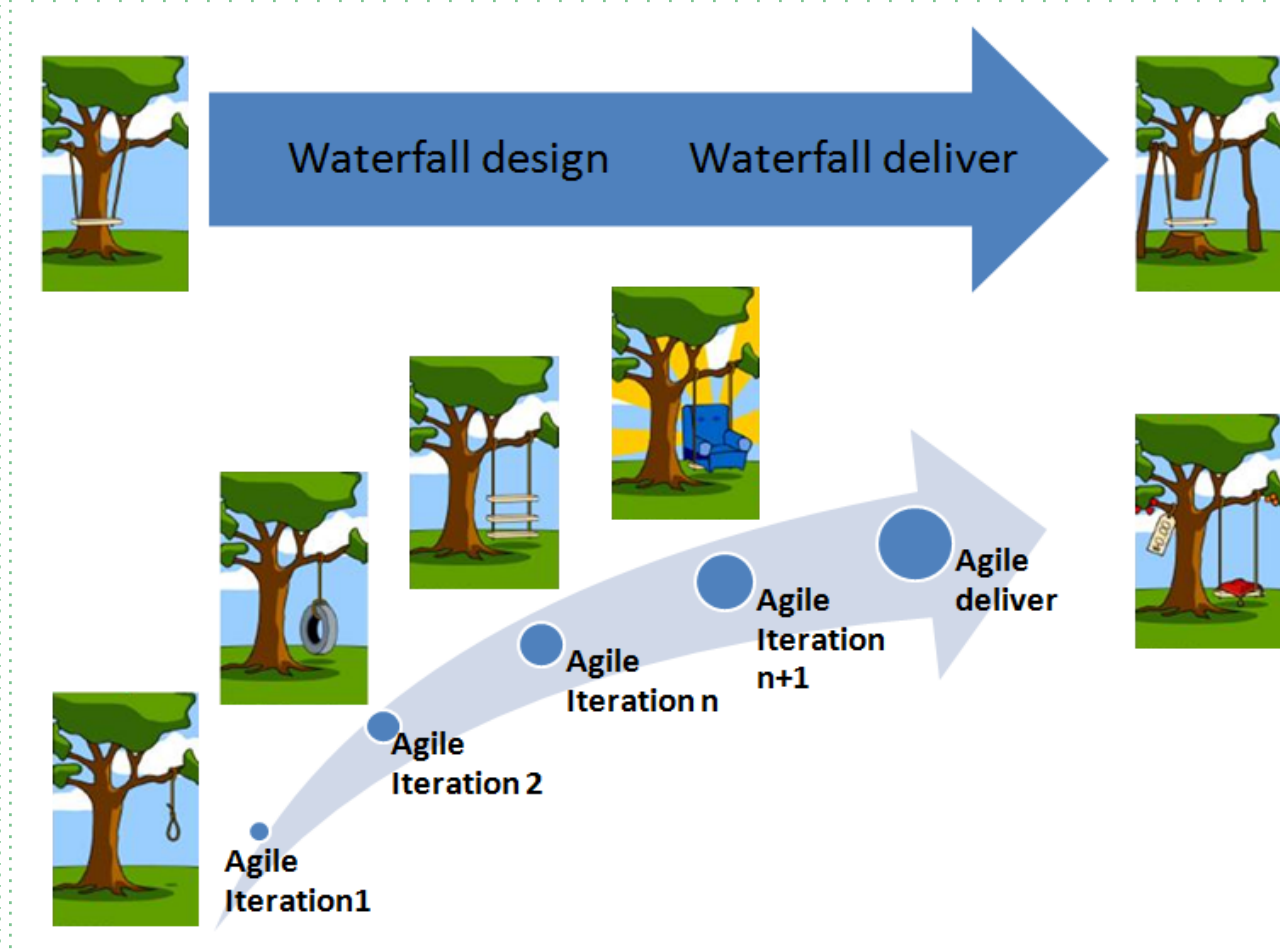 Waterfall design Waterfall deliver
Agile
deliver
Agile
Iteration
n+1
Agile
Iteration n
Agile
Iteration 2
Agile
Iteration1